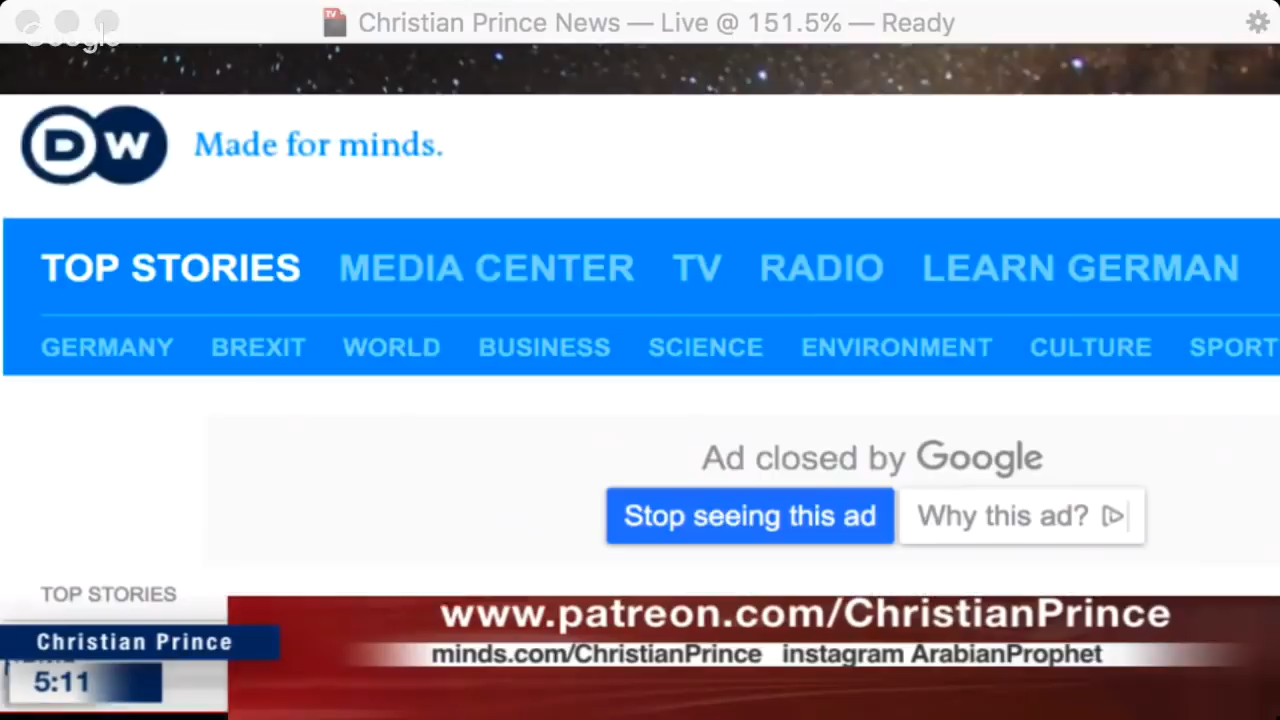 Christian Prince News — Live @ 151.5% — Ready
Google
DW Made for minds.
TOP STORIES MEDIA CENTER TV RADIO LEARN GERMAN
GERMANY BREXIT WORLD BUSINESS SCIENCE ENVIRONMENT CULTURE SPORT
Ad closed by Google
Stop seeing this ad Why this ad?
TOP STORIES
www.patreon.com/ChristianPrince
Christian Prince
minds.com/ChristianPrince instagram ArabianProphet
5:11